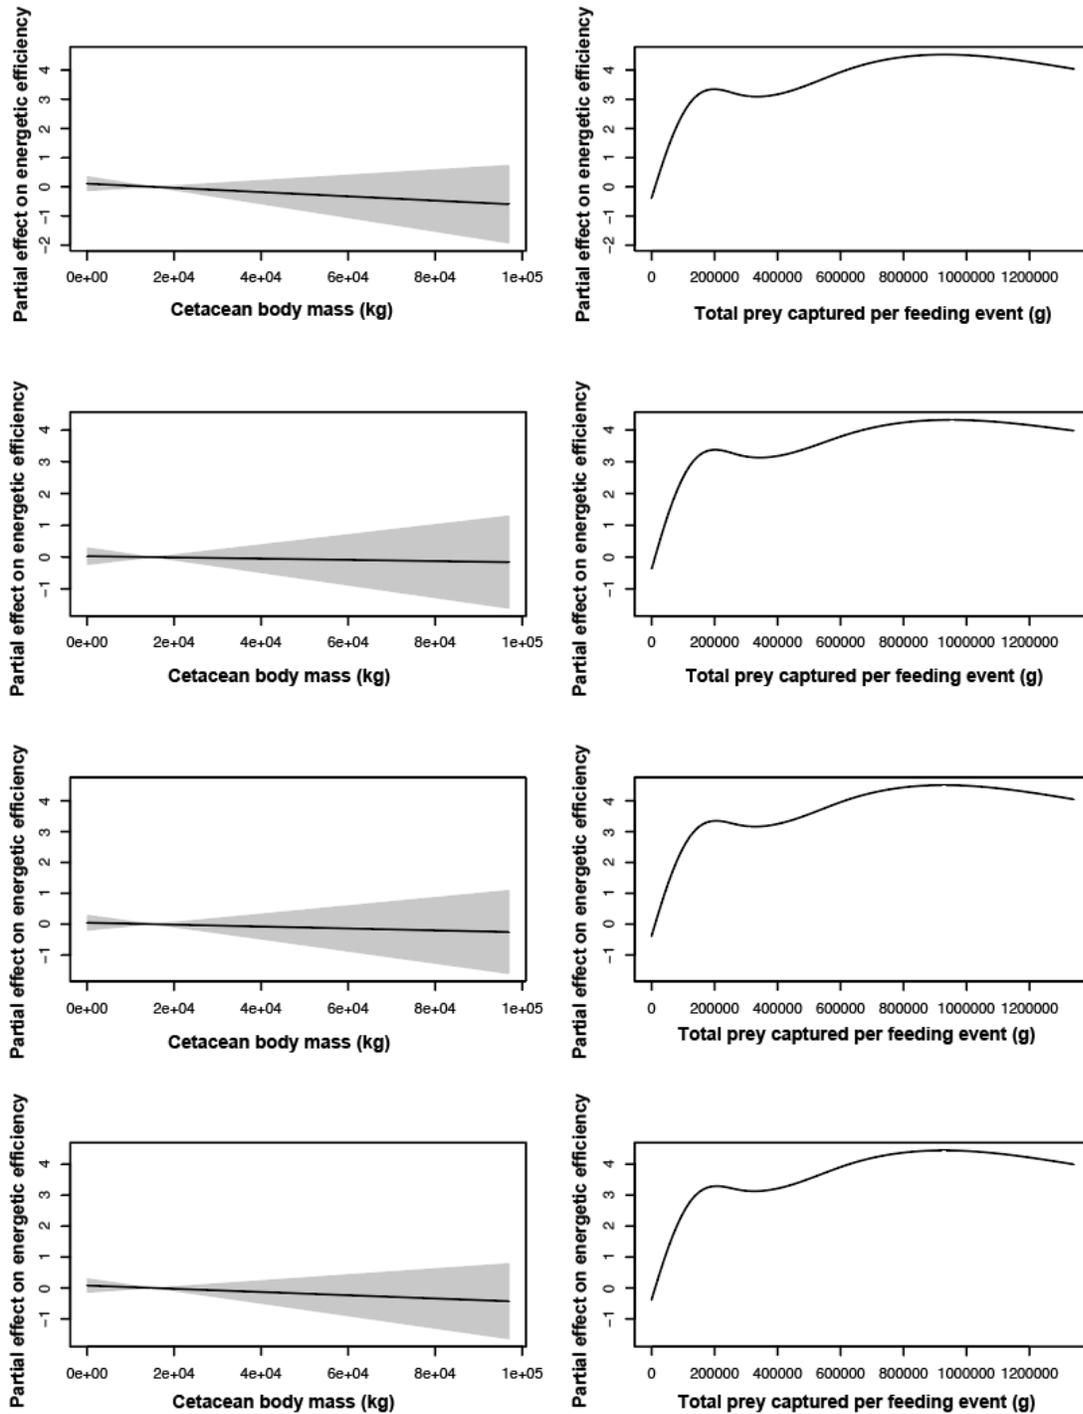 Partial effect on energetic efficiency
4
3
2
1
0
−1
−2
0e+00 2e+04 4e+04 6e+04 8e+04 1e+05
Cetacean body mass (kg)
Partial effect on energetic efficiency
4
3
2
1
0
−1
−2
0 200000 400000 600000 800000 1000000 1200000
Total prey captured per feeding event (g)
Partial effect on energetic efficiency
4
3
2
1
0
−1
0e+00 2e+04 4e+04 6e+04 8e+04 1e+05
Cetacean body mass (kg)
Partial effect on energetic efficiency
4
3
2
1
0
−1
0 200000 400000 600000 800000 1000000 1200000
Total prey captured per feeding event (g)
Partial effect on energetic efficiency
4
3
2
1
0
−1
0e+00 2e+04 4e+04 6e+04 8e+04 1e+05
Cetacean body mass (kg)
Partial effect on energetic efficiency
4
3
2
1
0
−1
0 200000 400000 600000 800000 1000000 1200000
Total prey captured per feeding event (g)
Partial effect on energetic efficiency
4
3
2
1
0
−1
0e+00 2e+04 4e+04 6e+04 8e+04 1e+05
Cetacean body mass (kg)
Partial effect on energetic efficiency
4
3
2
1
0
−1
0 200000 400000 600000 800000 1000000 1200000
Total prey captured per feeding event (g)